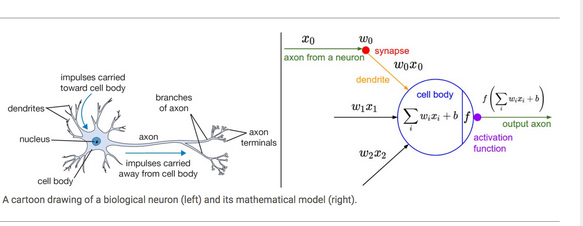 impulses carried
toward cell body
dendrites
nucleus
cell body
branches
of axon
axon
axon
terminals
impulses carried
away from cell body
x₀
w₀
synapse
axon from a neuron
w₀x₀
dendrite
cell body
w₁x₁
∑ᵢ wᵢxᵢ + b
f
f(∑ᵢ wᵢxᵢ + b)
output axon
activation
function
w₂x₂
A cartoon drawing of a biological neuron (left) and its mathematical model (right).